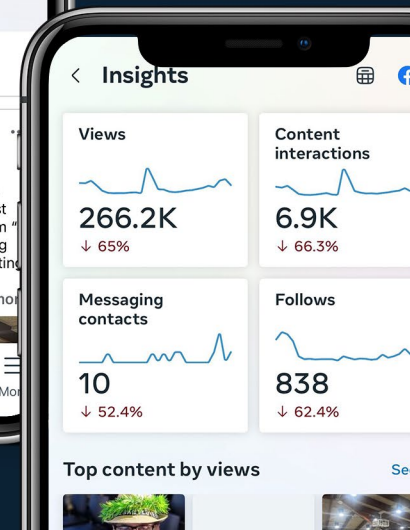 Insights
Views
266.2K
↓ 65%
Content
interactions
6.9K
↓ 66.3%
Messaging
contacts
10
↓ 52.4%
Follows
838
↓ 62.4%
Top content by views